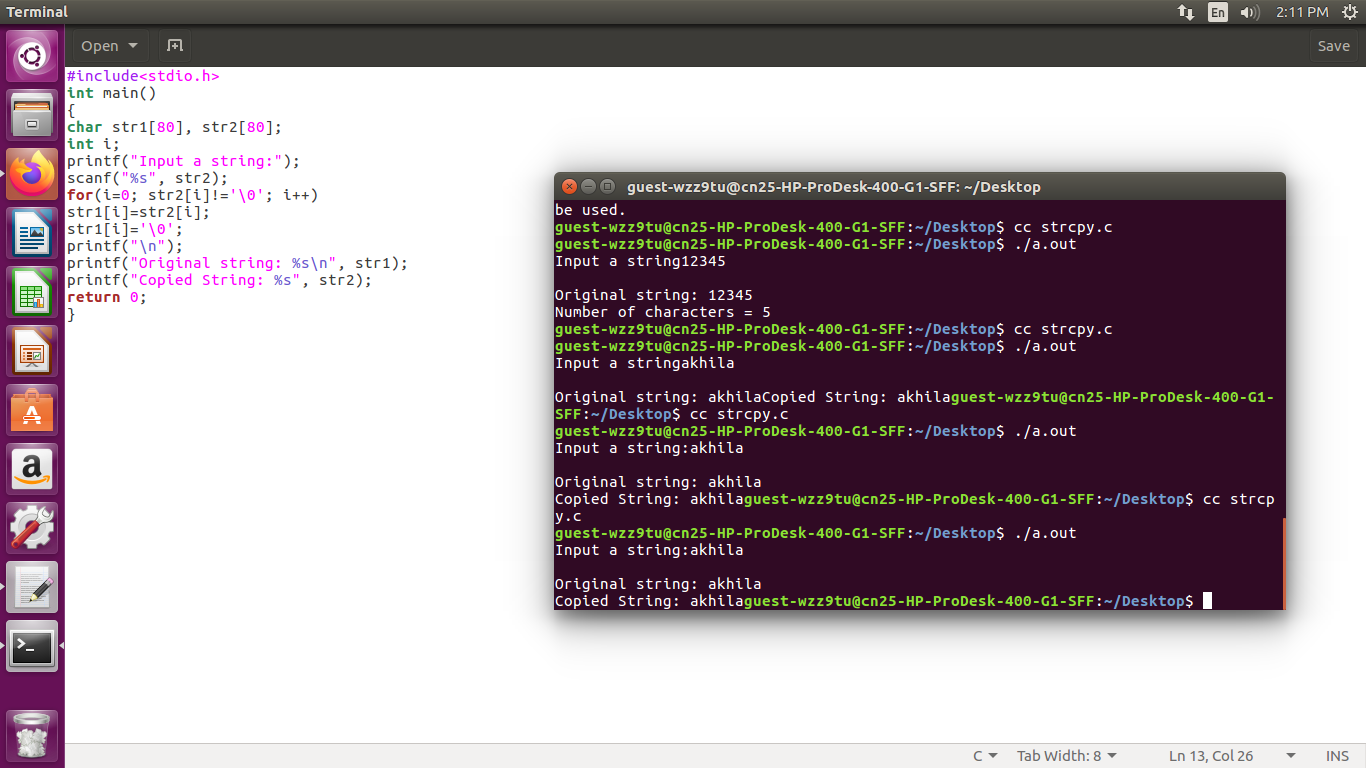 Terminal
En
2:11 PM
Open
Save
#include<stdio.h>
int main()
{
char str1[80], str2[80];
int i;
printf("Input a string:");
scanf("%s", str2);
for(i=0; str2[i]!='\0'; i++)
str1[i]=str2[i];
str1[i]='\0';
printf("\n");
printf("Original string: %s\n", str1);
printf("Copied String: %s", str2);
return 0;
}
guest-wzz9tu@cn25-HP-ProDesk-400-G1-SFF: ~/Desktop
be used.
guest-wzz9tu@cn25-HP-ProDesk-400-G1-SFF:~/Desktop$ cc strcpy.c
guest-wzz9tu@cn25-HP-ProDesk-400-G1-SFF:~/Desktop$ ./a.out
Input a string12345
Original string: 12345
Number of characters = 5
guest-wzz9tu@cn25-HP-ProDesk-400-G1-SFF:~/Desktop$ cc strcpy.c
guest-wzz9tu@cn25-HP-ProDesk-400-G1-SFF:~/Desktop$ ./a.out
Input a stringakhila
Original string: akhilaCopied String: akhilaguest-wzz9tu@cn25-HP-ProDesk-400-G1-
SFF:~/Desktop$ cc strcpy.c
guest-wzz9tu@cn25-HP-ProDesk-400-G1-SFF:~/Desktop$ ./a.out
Input a string:akhila
Original string: akhila
Copied String: akhilaguest-wzz9tu@cn25-HP-ProDesk-400-G1-SFF:~/Desktop$ cc strcp
y.c
guest-wzz9tu@cn25-HP-ProDesk-400-G1-SFF:~/Desktop$ ./a.out
Input a string:akhila
Original string: akhila
Copied String: akhilaguest-wzz9tu@cn25-HP-ProDesk-400-G1-SFF:~/Desktop$
C
Tab Width: 8
Ln 13, Col 26
INS